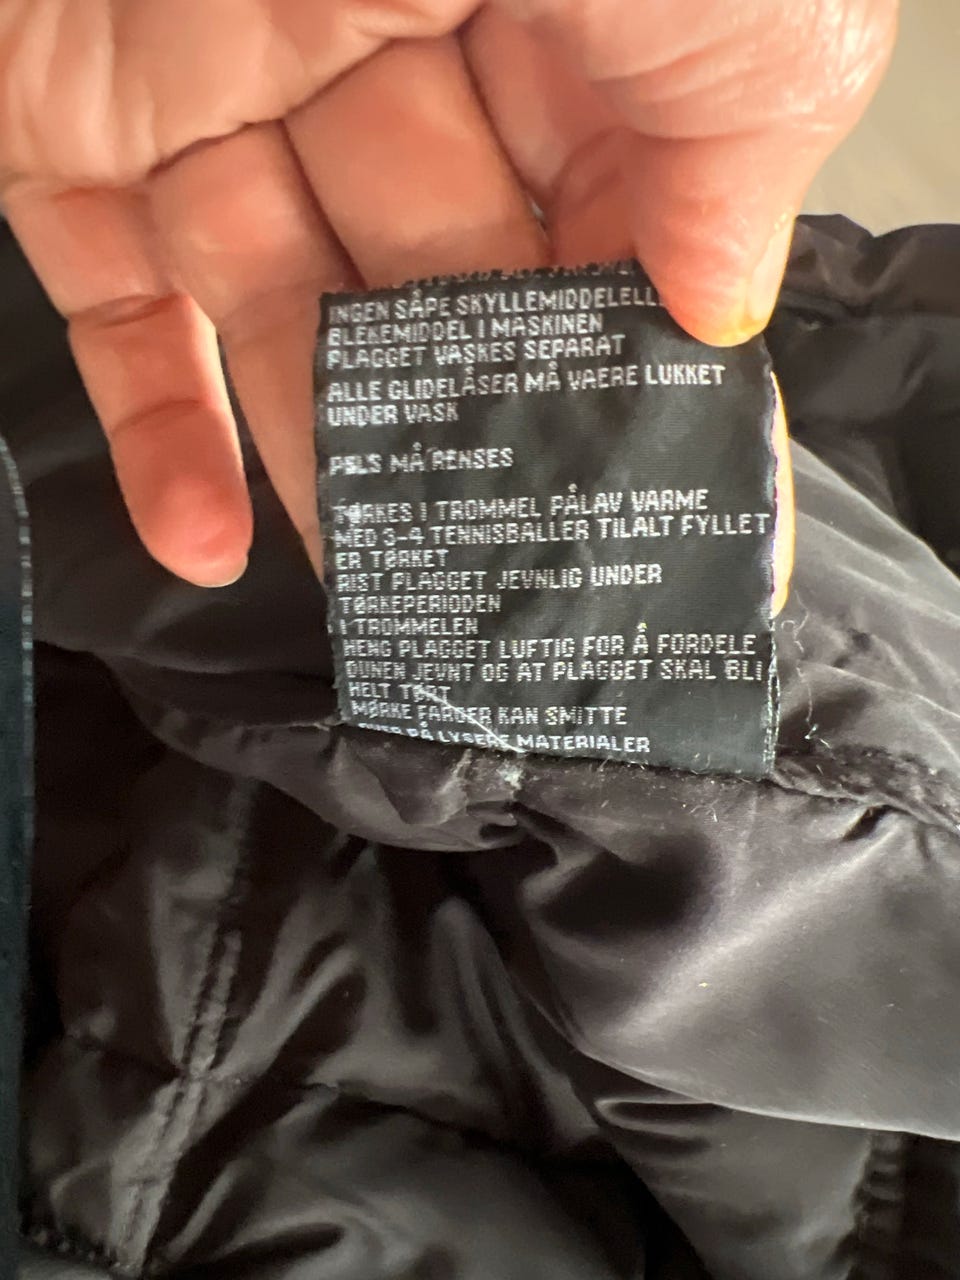 INGEN SÅPE SKYLLEMIDDELELL
BLEKEMIDDEL I MASKINEN
PLAGGET VASKES SEPARAT
ALLE GLIDELÅSER MÅ VAERE LUKKET
UNDER VASK
PELS MÅ RENSES
TØRKES I TROMMEL PÅLAV VARME
MED 3-4 TENNISBALLER TILALT FYLLET
ER TØRKET
RIST PLAGGET JEVNLIG UNDER
TØRKEPERIODEN
I TROMMELEN
HENG PLAGGET LUFTIG FOR Å FORDELE
DUNEN JEVNT OG AT PLAGGET SKAL BLI
HELT TØRT
MØRKE FARGER KAN SMITTE
OVER PÅ LYSERE MATERIALER